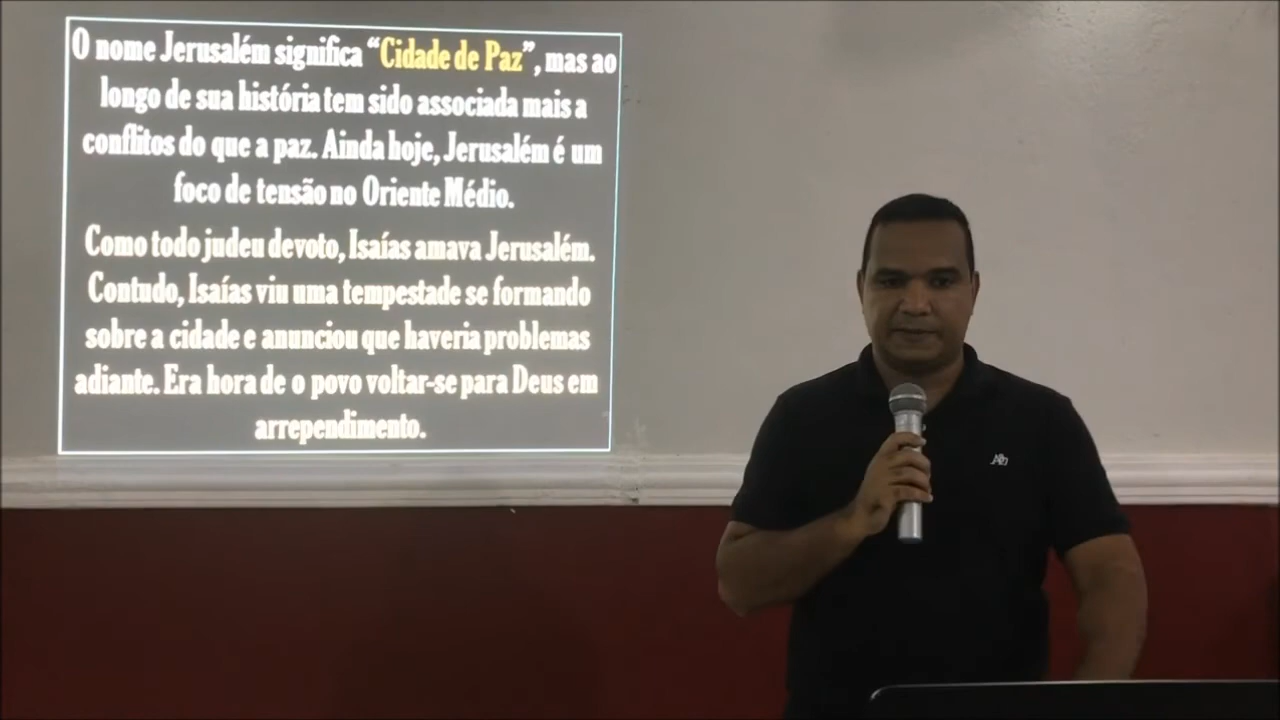 O nome Jerusalém significa “Cidade de Paz”, mas ao
longo de sua história tem sido associada mais a
conflitos do que a paz. Ainda hoje, Jerusalém é um
foco de tensão no Oriente Médio.
Como todo judeu devoto, Isaías amava Jerusalém.
Contudo, Isaías viu uma tempestade se formando
sobre a cidade e anunciou que haveria problemas
adiante. Era hora de o povo voltar-se para Deus em
arrependimento.